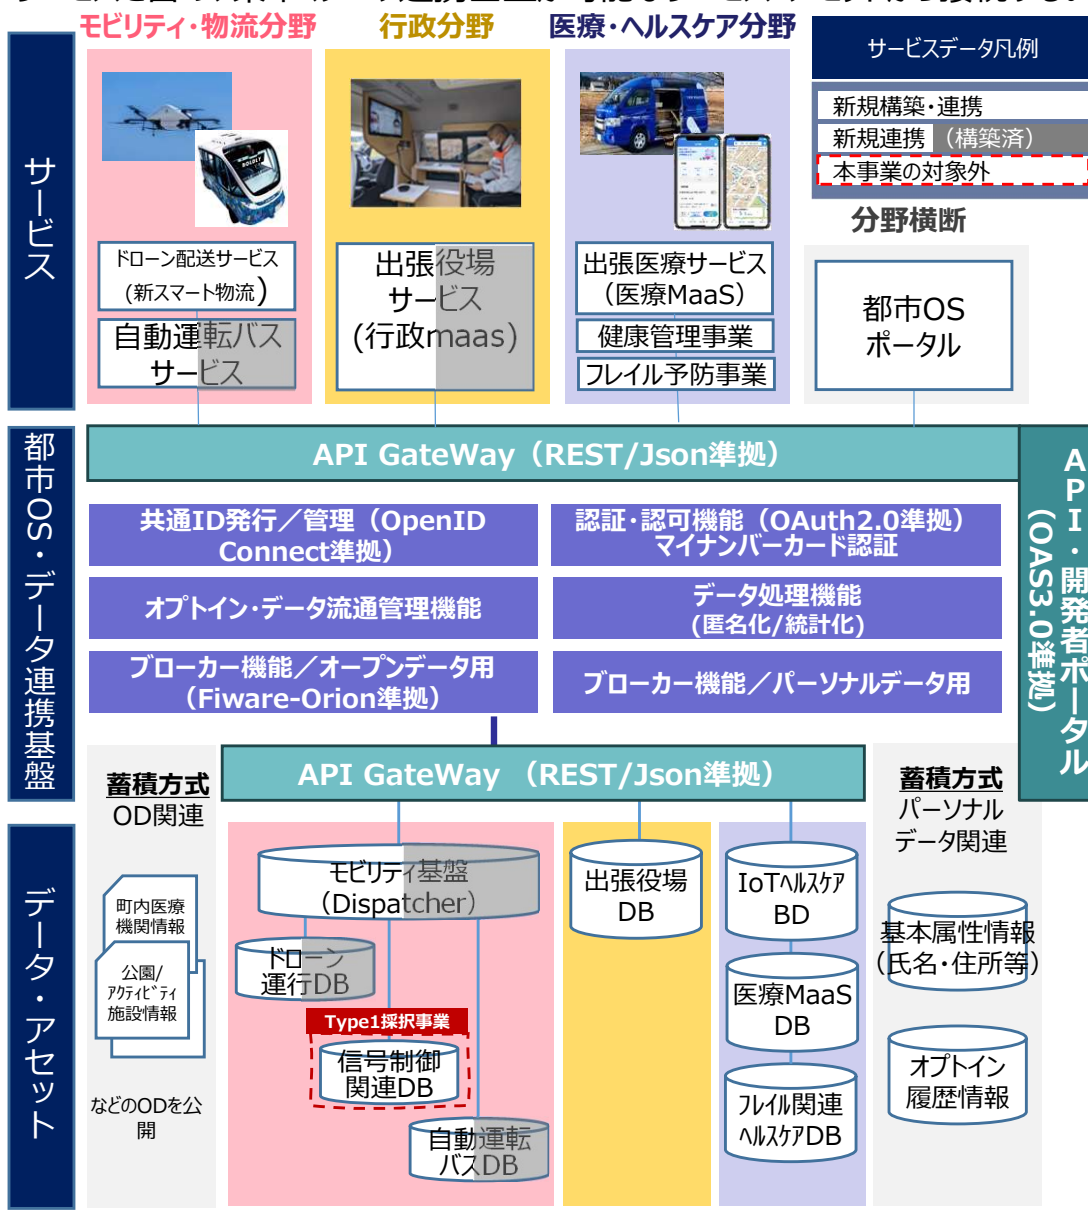 モビリティ・物流分野
行政分野
医療・ヘルスケア分野
サービスデータ凡例
新規構築・連携
新規連携（構築済）
本事業の対象外
分野横断
サービス
BOLDLY
ドローン配送サービス
(新スマート物流)
自動運転バス
サービス
出張役場
サービス
(行政maas)
出張医療サービス
（医療MaaS）
健康管理事業
フレイル予防事業
都市OS
ポータル
都市OS・データ連携基盤
API GateWay（REST/Json準拠）
API・開発者ポータル
（OAS3.0準拠）
共通ID発行／管理（OpenID
Connect準拠）
認証・認可機能（OAuth2.0準拠）
マイナンバーカード認証
オプトイン・データ流通管理機能
データ処理機能
(匿名化/統計化)
ブローカー機能／オープンデータ用
（Fiware-Orion準拠）
ブローカー機能／パーソナルデータ用
API GateWay （REST/Json準拠）
蓄積方式
OD関連
蓄積方式
パーソナル
データ関連
データ・アセット
町内医療
機関情報
公園/
アクティビティ
施設情報
などのODを公
開
モビリティ基盤
（Dispatcher）
ドローン
運行DB
Type1採択事業
信号制御
関連DB
自動運転
バスDB
出張役場
DB
IoTヘルスケア
BD
医療MaaS
DB
フレイル関連
ヘルスケアDB
基本属性情報
（氏名・住所等）
オプトイン
履歴情報